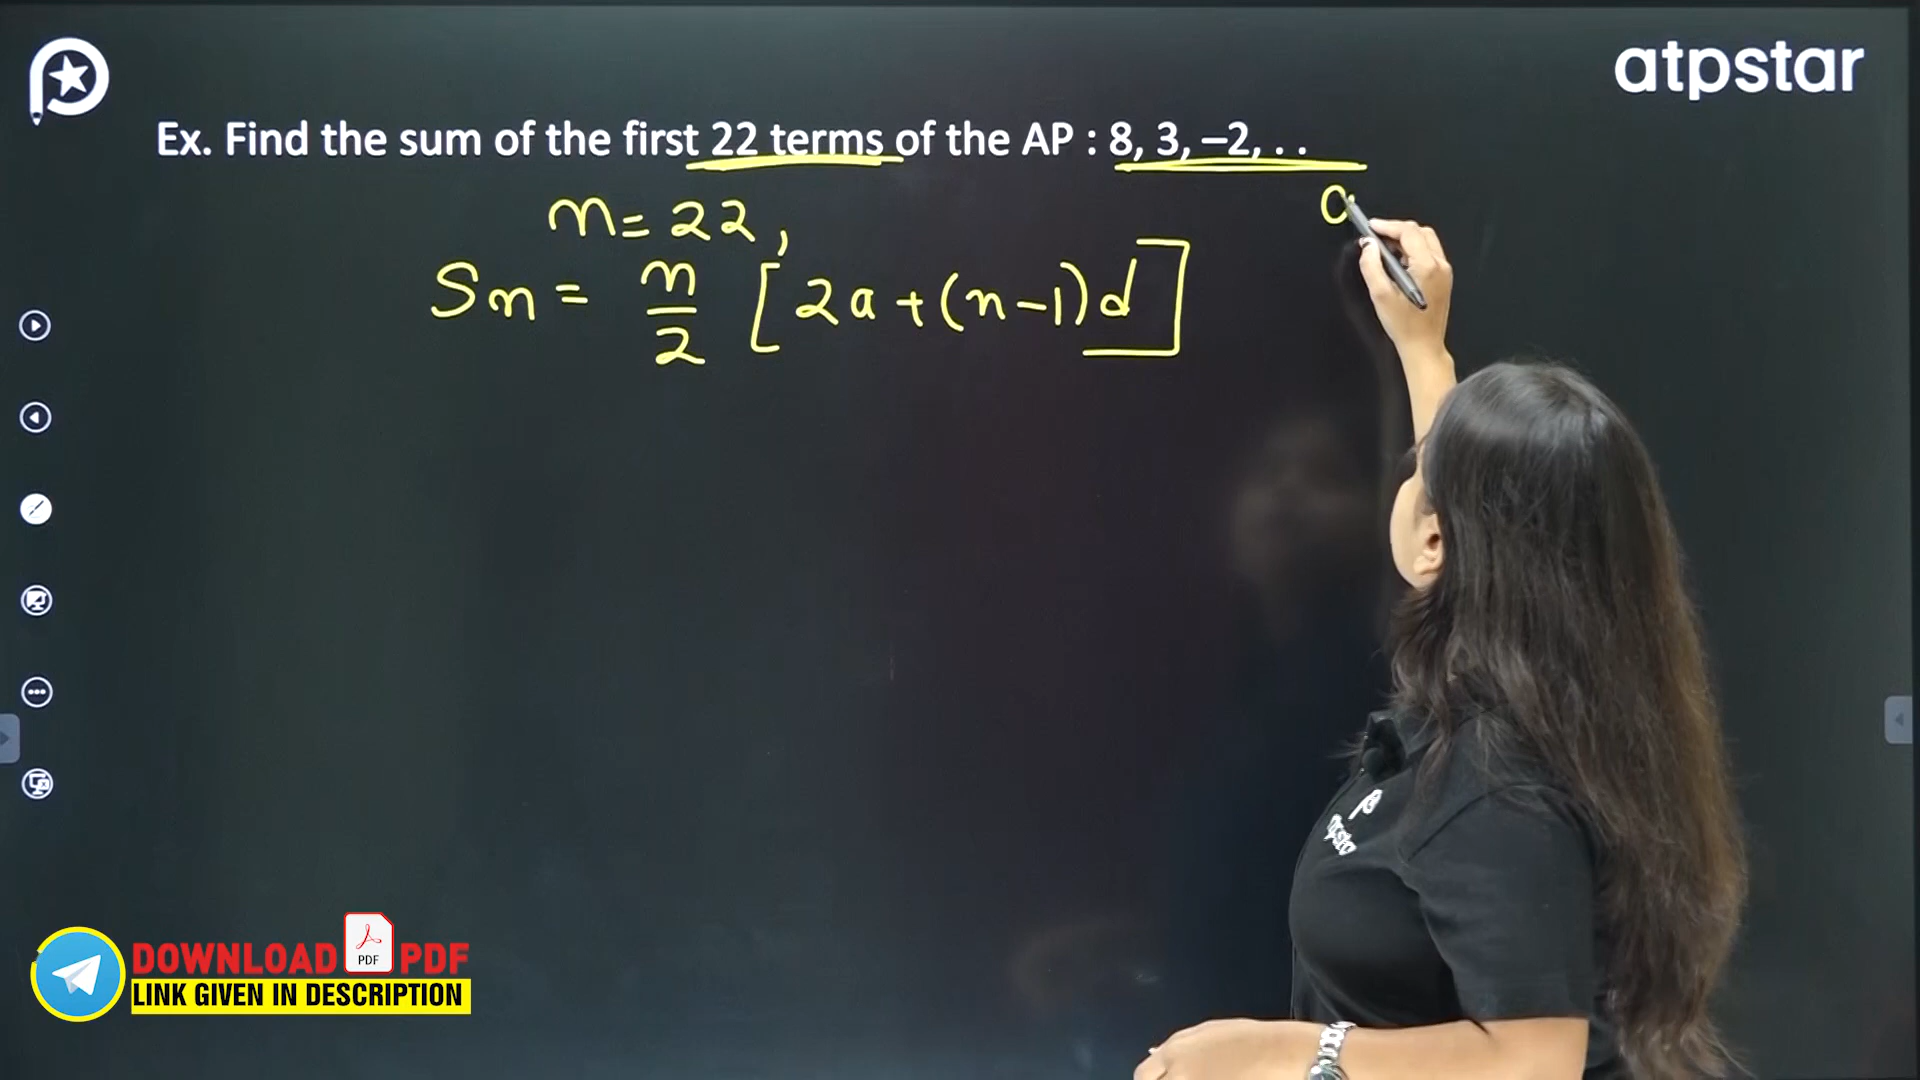 atpstar
Ex. Find the sum of the first 22 terms of the AP : 8, 3, –2, . .
a
n = 22,
Sn = n/2 [2a+(n-1)d]
atpstar
DOWNLOAD PDF PDF
LINK GIVEN IN DESCRIPTION